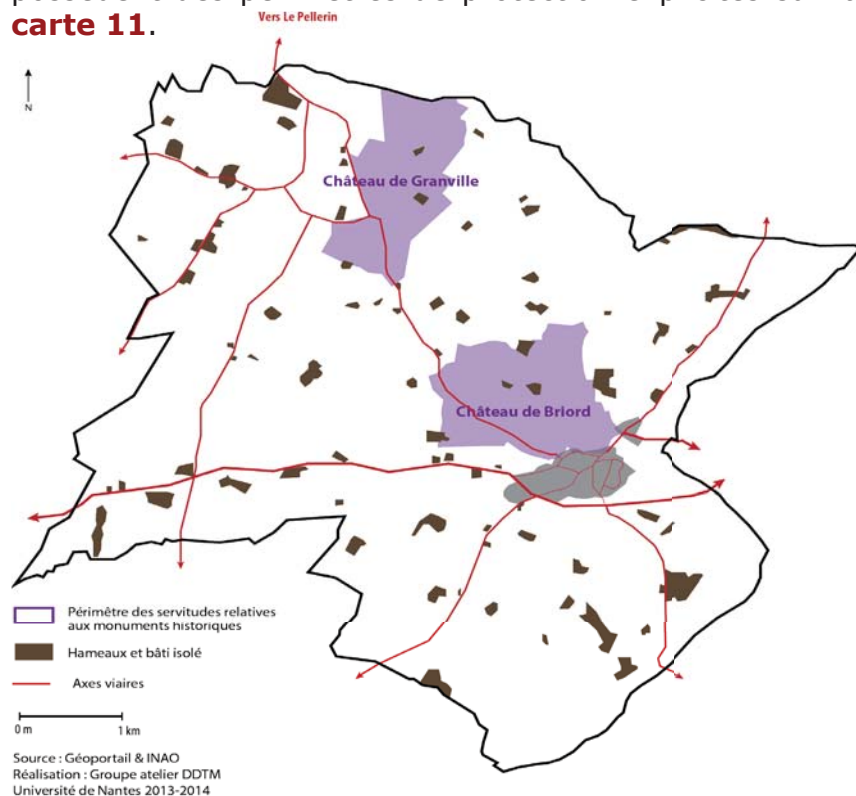 carte 11.
Vers Le Pellerin
N
Château de Granville
Château de Briord
Périmêtre des servitudes relatives
aux monuments historiques
Hameaux et bâti isolé
Axes viaires
0 m 1 km
Source : Géoportail & INAO
Réalisation : Groupe atelier DDTM
Université de Nantes 2013-2014